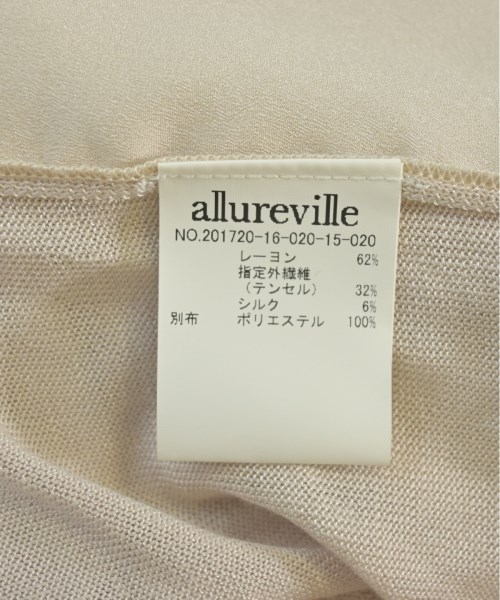 allureville
NO.201720-16-020-15-020
レーヨン 62%
指定外繊維
(テンセル) 32%
シルク 6%
別布 ポリエステル 100%